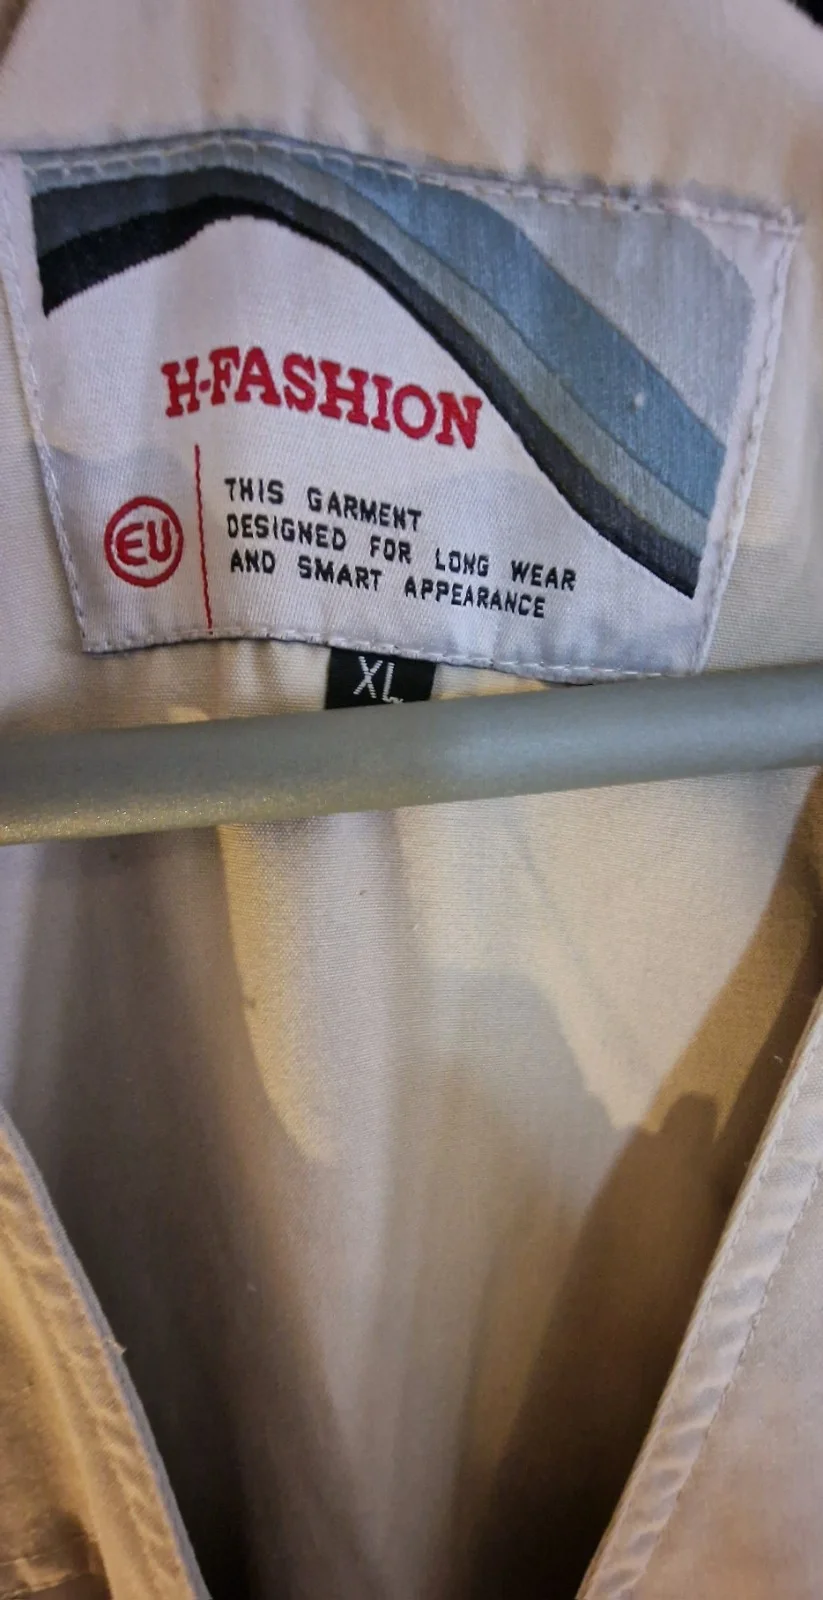 H-FASHION
EU
THIS GARMENT
DESIGNED FOR LONG WEAR
AND SMART APPEARANCE
XL